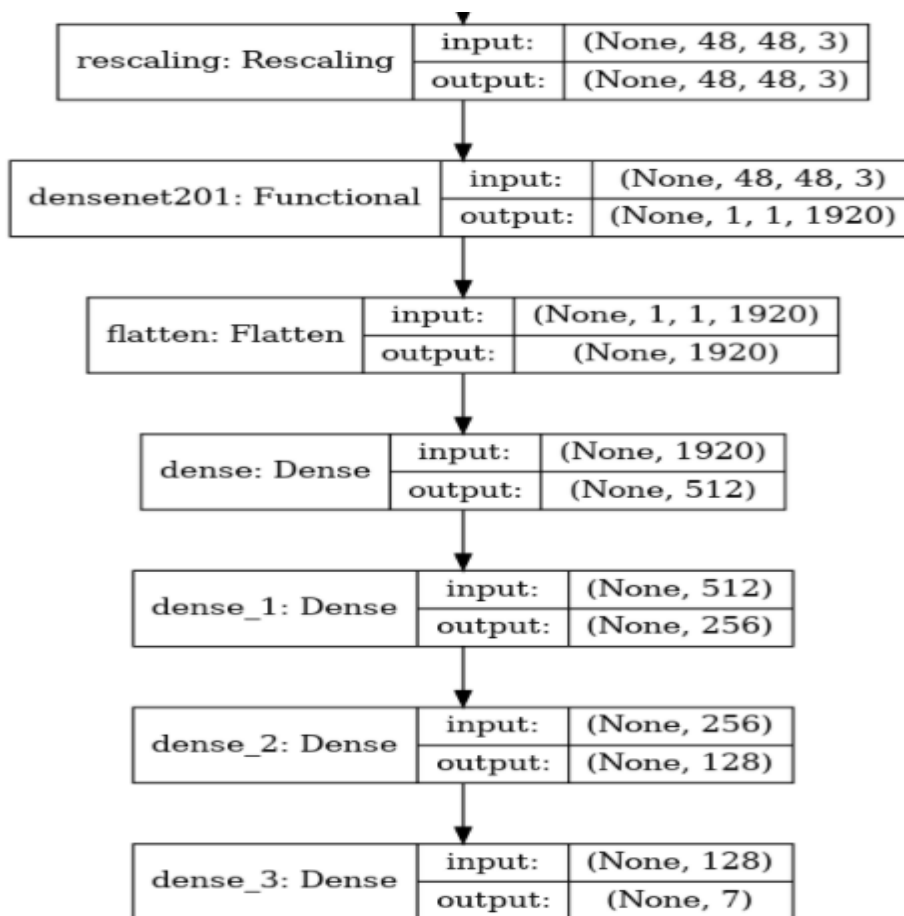 rescaling: Rescaling
input: (None, 48, 48, 3)
output: (None, 48, 48, 3)
densenet201: Functional
input: (None, 48, 48, 3)
output: (None, 1, 1, 1920)
flatten: Flatten
input: (None, 1, 1, 1920)
output: (None, 1920)
dense: Dense
input: (None, 1920)
output: (None, 512)
dense_1: Dense
input: (None, 512)
output: (None, 256)
dense_2: Dense
input: (None, 256)
output: (None, 128)
dense_3: Dense
input: (None, 128)
output: (None, 7)